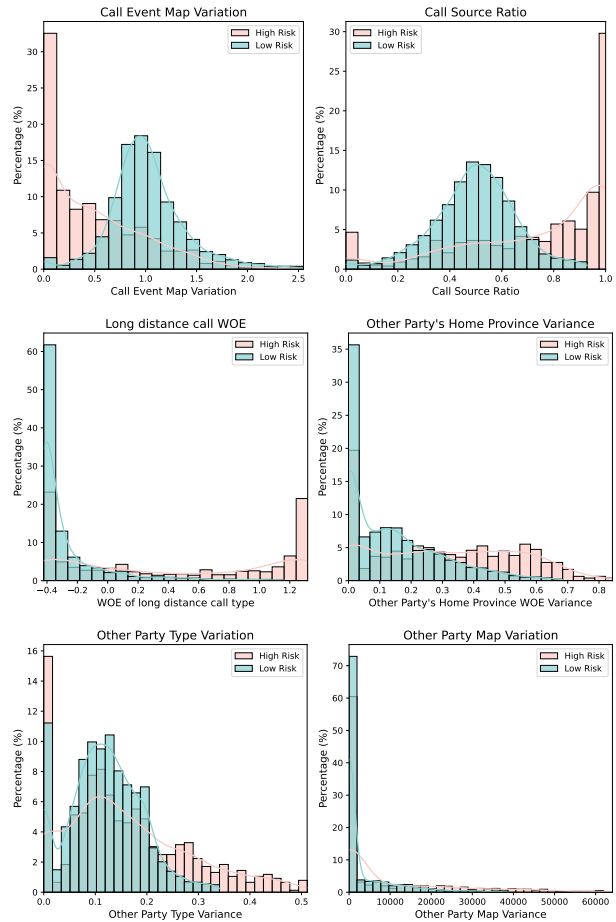 Call Event Map Variation
Percentage (%)
30
25
20
15
10
5
0
High Risk
Low Risk
0.0 0.5 1.0 1.5 2.0 2.5
Call Event Map Variation
Call Source Ratio
Percentage (%)
30
25
20
15
10
5
0
High Risk
Low Risk
0.0 0.2 0.4 0.6 0.8 1.0
Call Source Ratio
Long distance call WOE
Percentage (%)
60
50
40
30
20
10
0
High Risk
Low Risk
−0.4 −0.2 0.0 0.2 0.4 0.6 0.8 1.0 1.2
WOE of long distance call type
Other Party's Home Province Variance
Percentage (%)
35
30
25
20
15
10
5
0
High Risk
Low Risk
0.0 0.1 0.2 0.3 0.4 0.5 0.6 0.7 0.8
Other Party's Home Province WOE Variance
Other Party Type Variation
Percentage (%)
16
14
12
10
8
6
4
2
0
High Risk
Low Risk
0.0 0.1 0.2 0.3 0.4 0.5
Other Party Type Variance
Other Party Map Variation
Percentage (%)
70
60
50
40
30
20
10
0
High Risk
Low Risk
0 10000 20000 30000 40000 50000 60000
Other Party Map Variance